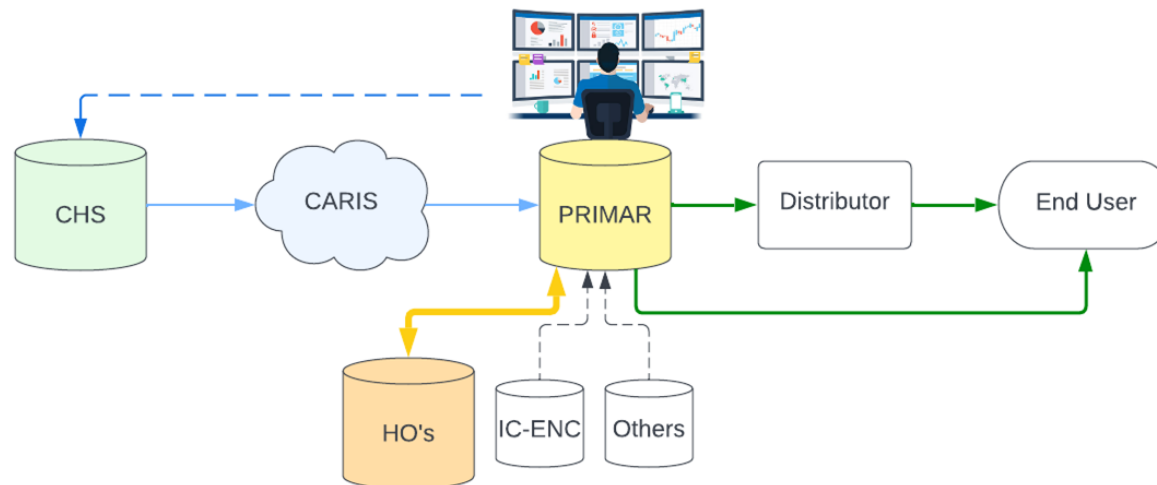 CHS
CARIS
PRIMAR
Distributor
End User
HO's
IC-ENC
Others